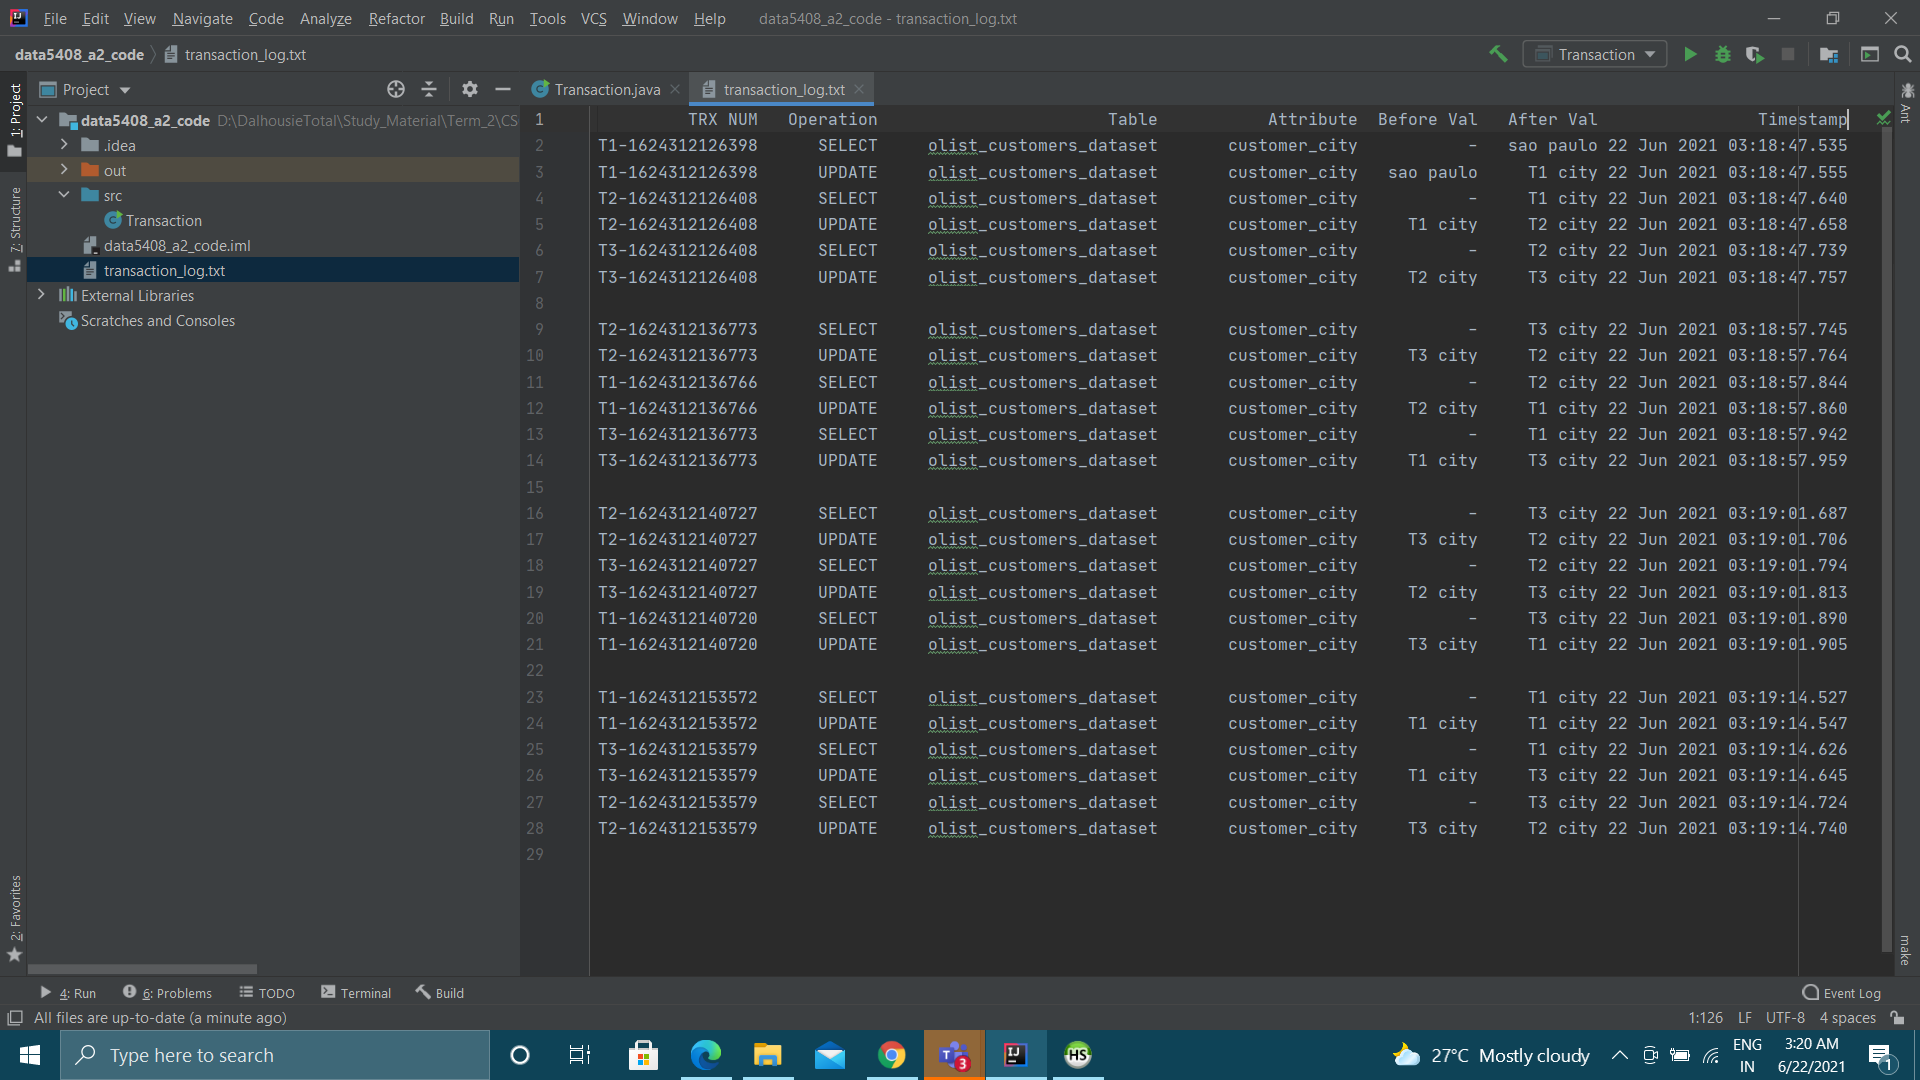 File Edit View Navigate Code Analyze Refactor Build Run Tools VCS Window Help data5408_a2_code - transaction_log.txt
data5408_a2_code transaction_log.txt Transaction
1: Project
Project
Transaction.java
transaction_log.txt
Ant
data5408_a2_code D:\DalhousieTotal\Study_Material\Term_2\CS
.idea
out
src
Transaction
data5408_a2_code.iml
transaction_log.txt
External Libraries
Scratches and Consoles
7: Structure
2: Favorites
1 TRX NUM Operation Table Attribute Before Val After Val Timestamp
2 T1-1624312126398 SELECT olist_customers_dataset customer_city - sao paulo 22 Jun 2021 03:18:47.535
3 T1-1624312126398 UPDATE olist_customers_dataset customer_city sao paulo T1 city 22 Jun 2021 03:18:47.555
4 T2-1624312126408 SELECT olist_customers_dataset customer_city - T1 city 22 Jun 2021 03:18:47.640
5 T2-1624312126408 UPDATE olist_customers_dataset customer_city T1 city T2 city 22 Jun 2021 03:18:47.658
6 T3-1624312126408 SELECT olist_customers_dataset customer_city - T2 city 22 Jun 2021 03:18:47.739
7 T3-1624312126408 UPDATE olist_customers_dataset customer_city T2 city T3 city 22 Jun 2021 03:18:47.757
8
9 T2-1624312136773 SELECT olist_customers_dataset customer_city - T3 city 22 Jun 2021 03:18:57.745
10 T2-1624312136773 UPDATE olist_customers_dataset customer_city T3 city T2 city 22 Jun 2021 03:18:57.764
11 T1-1624312136766 SELECT olist_customers_dataset customer_city - T2 city 22 Jun 2021 03:18:57.844
12 T1-1624312136766 UPDATE olist_customers_dataset customer_city T2 city T1 city 22 Jun 2021 03:18:57.860
13 T3-1624312136773 SELECT olist_customers_dataset customer_city - T1 city 22 Jun 2021 03:18:57.942
14 T3-1624312136773 UPDATE olist_customers_dataset customer_city T1 city T3 city 22 Jun 2021 03:18:57.959
15
16 T2-1624312140727 SELECT olist_customers_dataset customer_city - T3 city 22 Jun 2021 03:19:01.687
17 T2-1624312140727 UPDATE olist_customers_dataset customer_city T3 city T2 city 22 Jun 2021 03:19:01.706
18 T3-1624312140727 SELECT olist_customers_dataset customer_city - T2 city 22 Jun 2021 03:19:01.794
19 T3-1624312140727 UPDATE olist_customers_dataset customer_city T2 city T3 city 22 Jun 2021 03:19:01.813
20 T1-1624312140720 SELECT olist_customers_dataset customer_city - T3 city 22 Jun 2021 03:19:01.890
21 T1-1624312140720 UPDATE olist_customers_dataset customer_city T3 city T1 city 22 Jun 2021 03:19:01.905
22
23 T1-1624312153572 SELECT olist_customers_dataset customer_city - T1 city 22 Jun 2021 03:19:14.527
24 T1-1624312153572 UPDATE olist_customers_dataset customer_city T1 city T1 city 22 Jun 2021 03:19:14.547
25 T3-1624312153579 SELECT olist_customers_dataset customer_city - T1 city 22 Jun 2021 03:19:14.626
26 T3-1624312153579 UPDATE olist_customers_dataset customer_city T1 city T3 city 22 Jun 2021 03:19:14.645
27 T2-1624312153579 SELECT olist_customers_dataset customer_city - T3 city 22 Jun 2021 03:19:14.724
28 T2-1624312153579 UPDATE olist_customers_dataset customer_city T3 city T2 city 22 Jun 2021 03:19:14.740
29
make
4: Run 6: Problems TODO Terminal Build Event Log
All files are up-to-date (a minute ago) 1:126 LF UTF-8 4 spaces
Type here to search
T 3
IJ
HS
27°C Mostly cloudy
ENG
IN
3:20 AM
6/22/2021
1